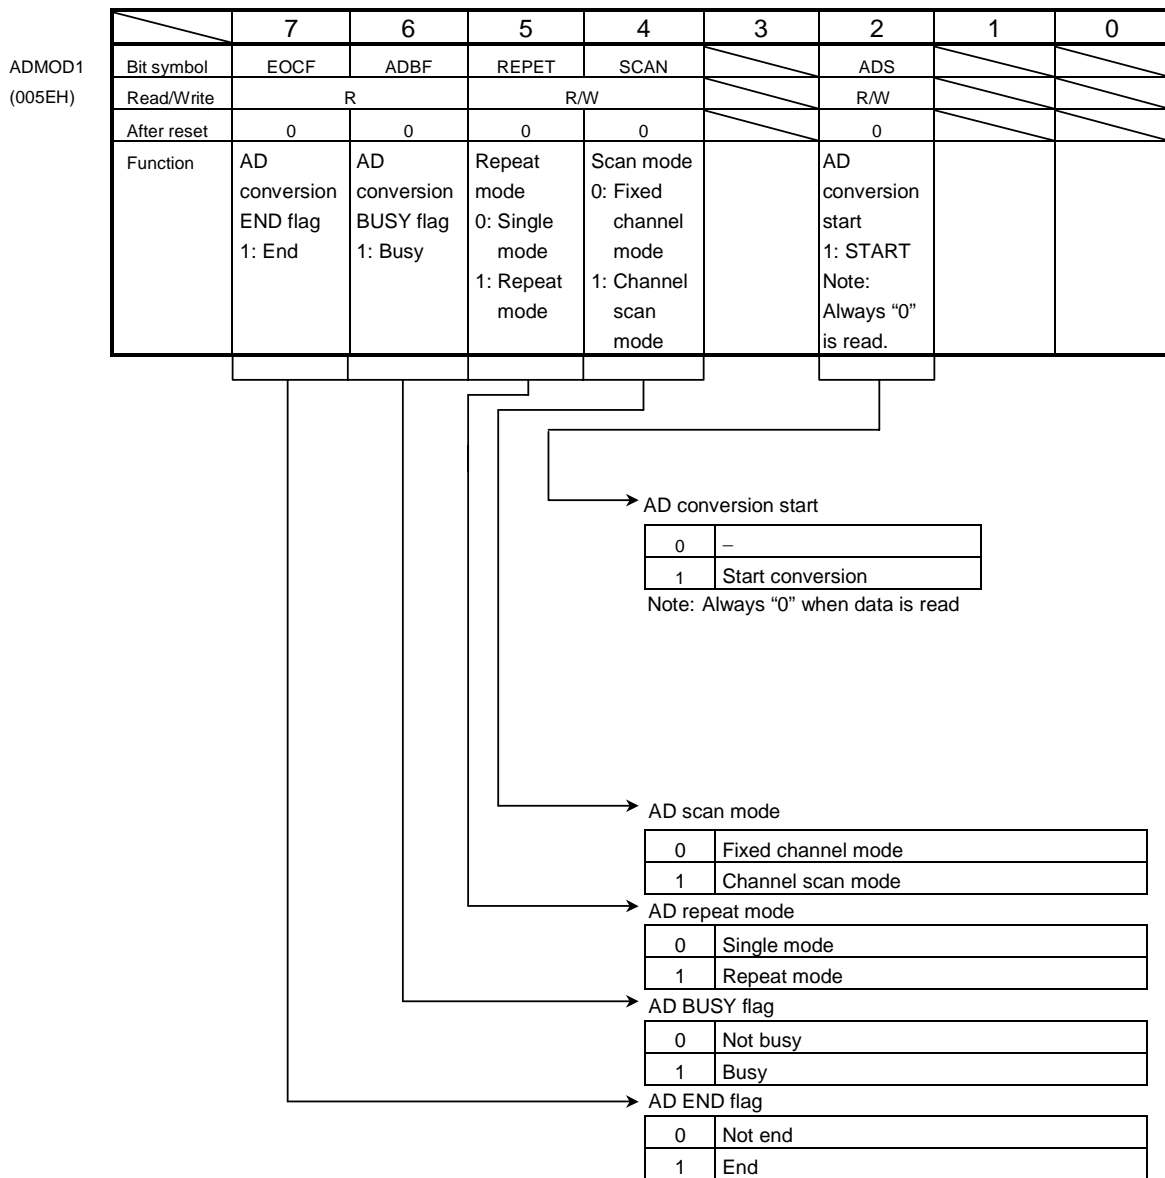 7 6 5 4 3 2 1 0
ADMOD1 Bit symbol EOCF ADBF REPET SCAN ADS
(005EH) Read/Write R R/W R/W
After reset 0 0 0 0 0
Function AD AD Repeat Scan mode AD
conversion conversion mode 0: Fixed conversion
END flag BUSY flag 0: Single channel start
1: End 1: Busy mode mode 1: START
1: Repeat 1: Channel Note:
mode scan Always “0”
mode is read.
AD conversion start
0 –
1 Start conversion
Note: Always “0” when data is read
AD scan mode
0 Fixed channel mode
1 Channel scan mode
AD repeat mode
0 Single mode
1 Repeat mode
AD BUSY flag
0 Not busy
1 Busy
AD END flag
0 Not end
1 End